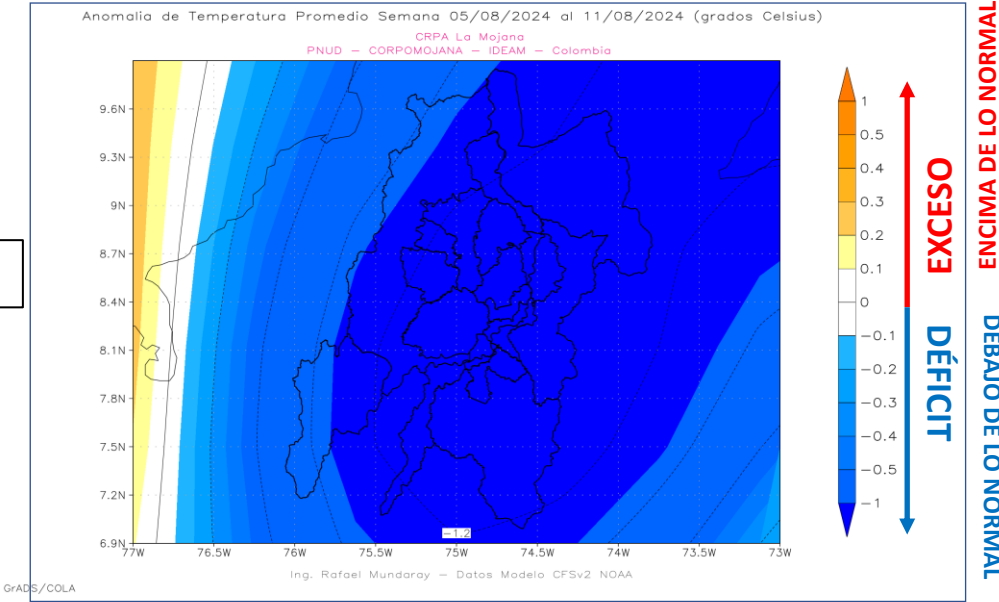 Anomalia de Temperatura Promedio Semana 05/08/2024 al 11/08/2024 (grados Celsius)
CRPA La Mojana
PNUD – CORPOMOJANA – IDEAM – Colombia
9.6N
9.3N
9N
8.7N
8.4N
8.1N
7.8N
7.5N
7.2N
6.9N
77W 76.5W 76W 75.5W 75W 74.5W 74W 73.5W 73W
−1.2
1
0.5
0.4
0.3
0.2
0.1
0
−0.1
−0.2
−0.3
−0.4
−0.5
−1
EXCESO
DÉFICIT
ENCIMA DE LO NORMAL
DEBAJO DE LO NORMAL
Ing. Rafael Mundaray – Datos Modelo CFSv2 NOAA
GrADS/COLA